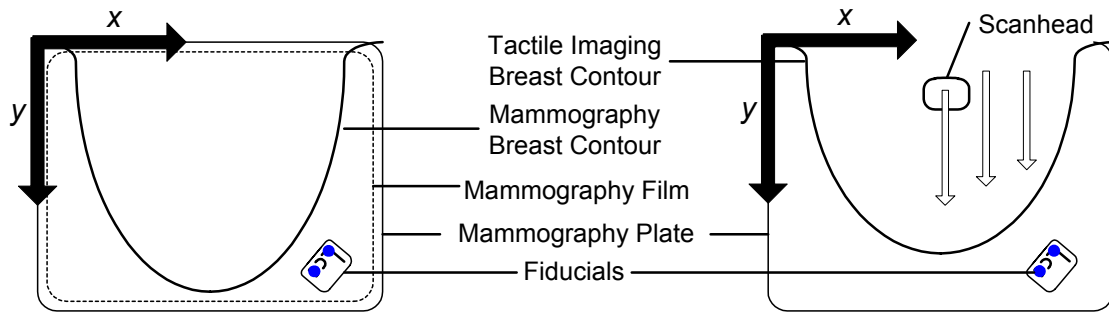 x
y
Tactile Imaging
Breast Contour
Mammography
Breast Contour
Mammography Film
Mammography Plate
Fiducials
x
y
Scanhead